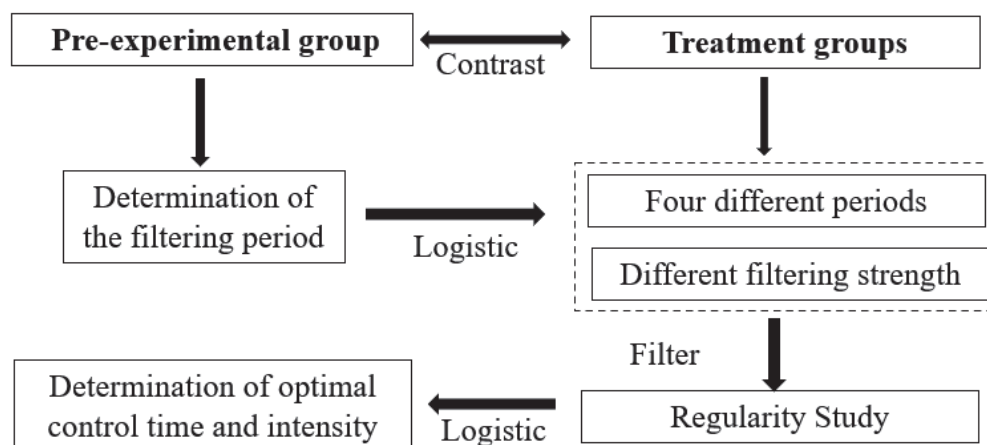 Pre-experimental group
Contrast
Treatment groups
Determination of
the filtering period
Logistic
Four different periods
Different filtering strength
Filter
Determination of optimal
control time and intensity
Logistic
Regularity Study